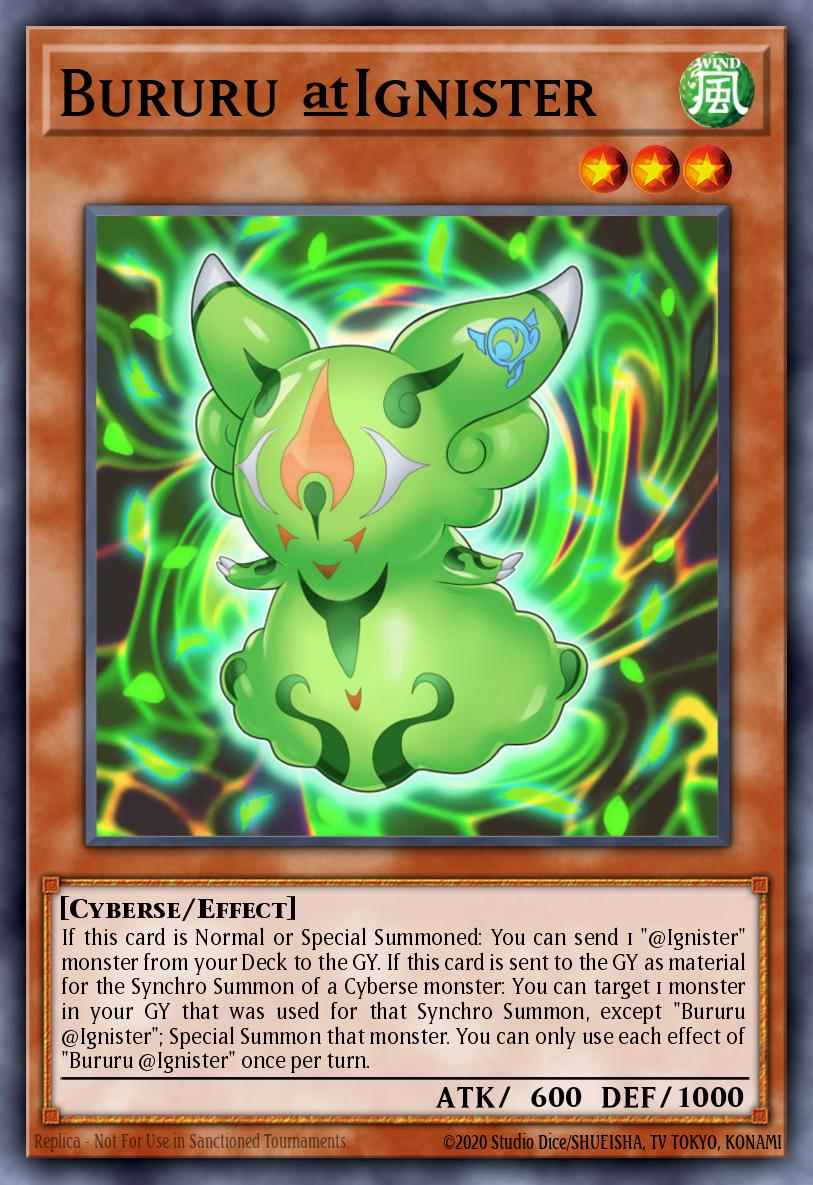 Bururu atIgnister
WIND
風
[Cyberse/Effect]
If this card is Normal or Special Summoned: You can send 1 "@Ignister"
monster from your Deck to the GY. If this card is sent to the GY as material
for the Synchro Summon of a Cyberse monster: You can target 1 monster
in your GY that was used for that Synchro Summon, except "Bururu
@Ignister"; Special Summon that monster. You can only use each effect of
"Bururu @Ignister" once per turn.
ATK/ 600 DEF/1000
Replica - Not For Use in Sanctioned Tournaments.
©2020 Studio Dice/SHUEISHA, TV TOKYO, KONAMI